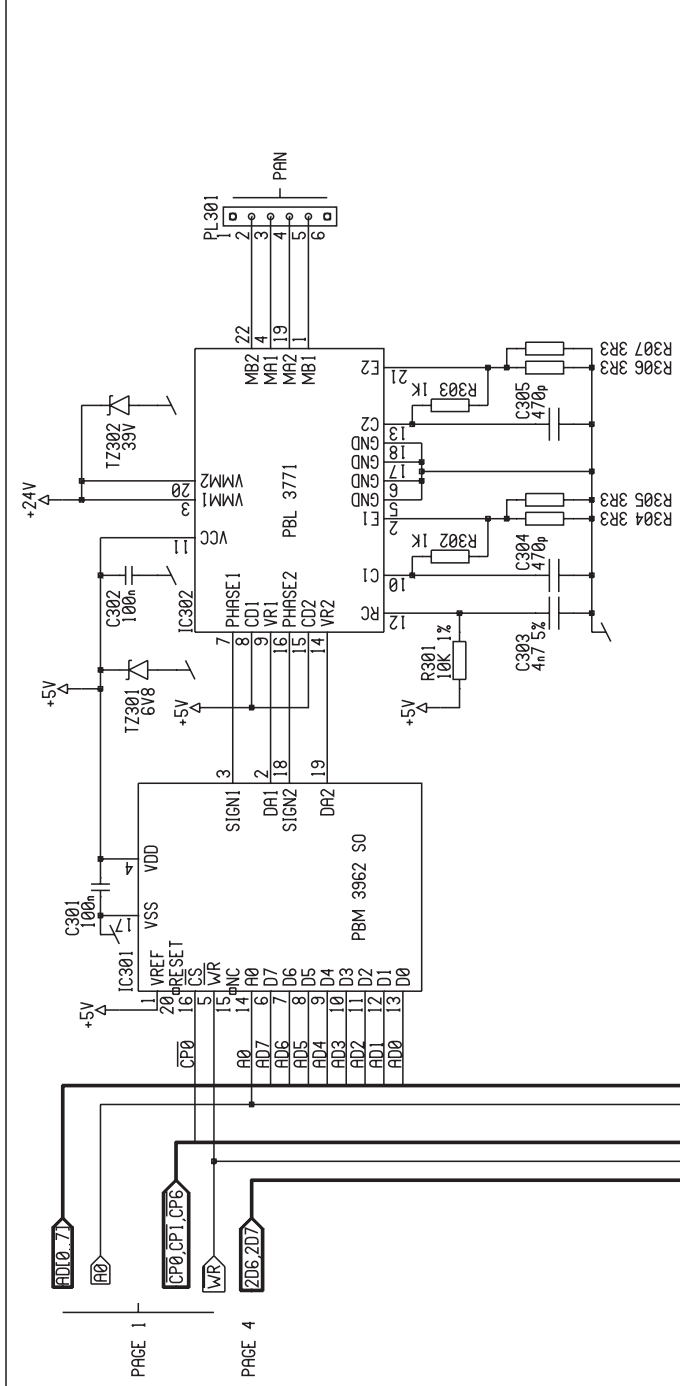 PAN
PL301
1
2
3
4
5
6
22
4
19
1
MB2
MA1
MA2
MB1
+24V
TZ302
39V
VMM2
20
VMM1
3
VCC
11
PBL 3771
E2
21
C2
13
GND
18
GND
17
GND
6
GND
5
E1
2
C1
10
RC
12
R303 1K
C305
470p
R307 3R3
R306 3R3
R305 3R3
R304 3R3
R302 1K
C304
470p
C303
4n7 5%
R301
10K 1%
+5V
C302
100n
IC302
PHASE1
CD1
VR1
PHASE2
CD2
VR2
7
8
9
16
15
14
+5V
TZ301
6V8
+5V
3
2
18
19
SIGN1
DA1
SIGN2
DA2
PBM 3962 SO
VDD
4
VSS
17
C301
100n
IC301
VREF
RESET
CS
WR
NC
A0
D7
D6
D5
D4
D3
D2
D1
D0
1
20
16
5
15
14
6
7
8
9
10
11
12
13
+5V
CP0
A0
AD7
AD6
AD5
AD4
AD3
AD2
AD1
AD0
AD[0..7]
A0
CP0,CP1,CP6
WR
2D6,2D7
PAGE 1
PAGE 4